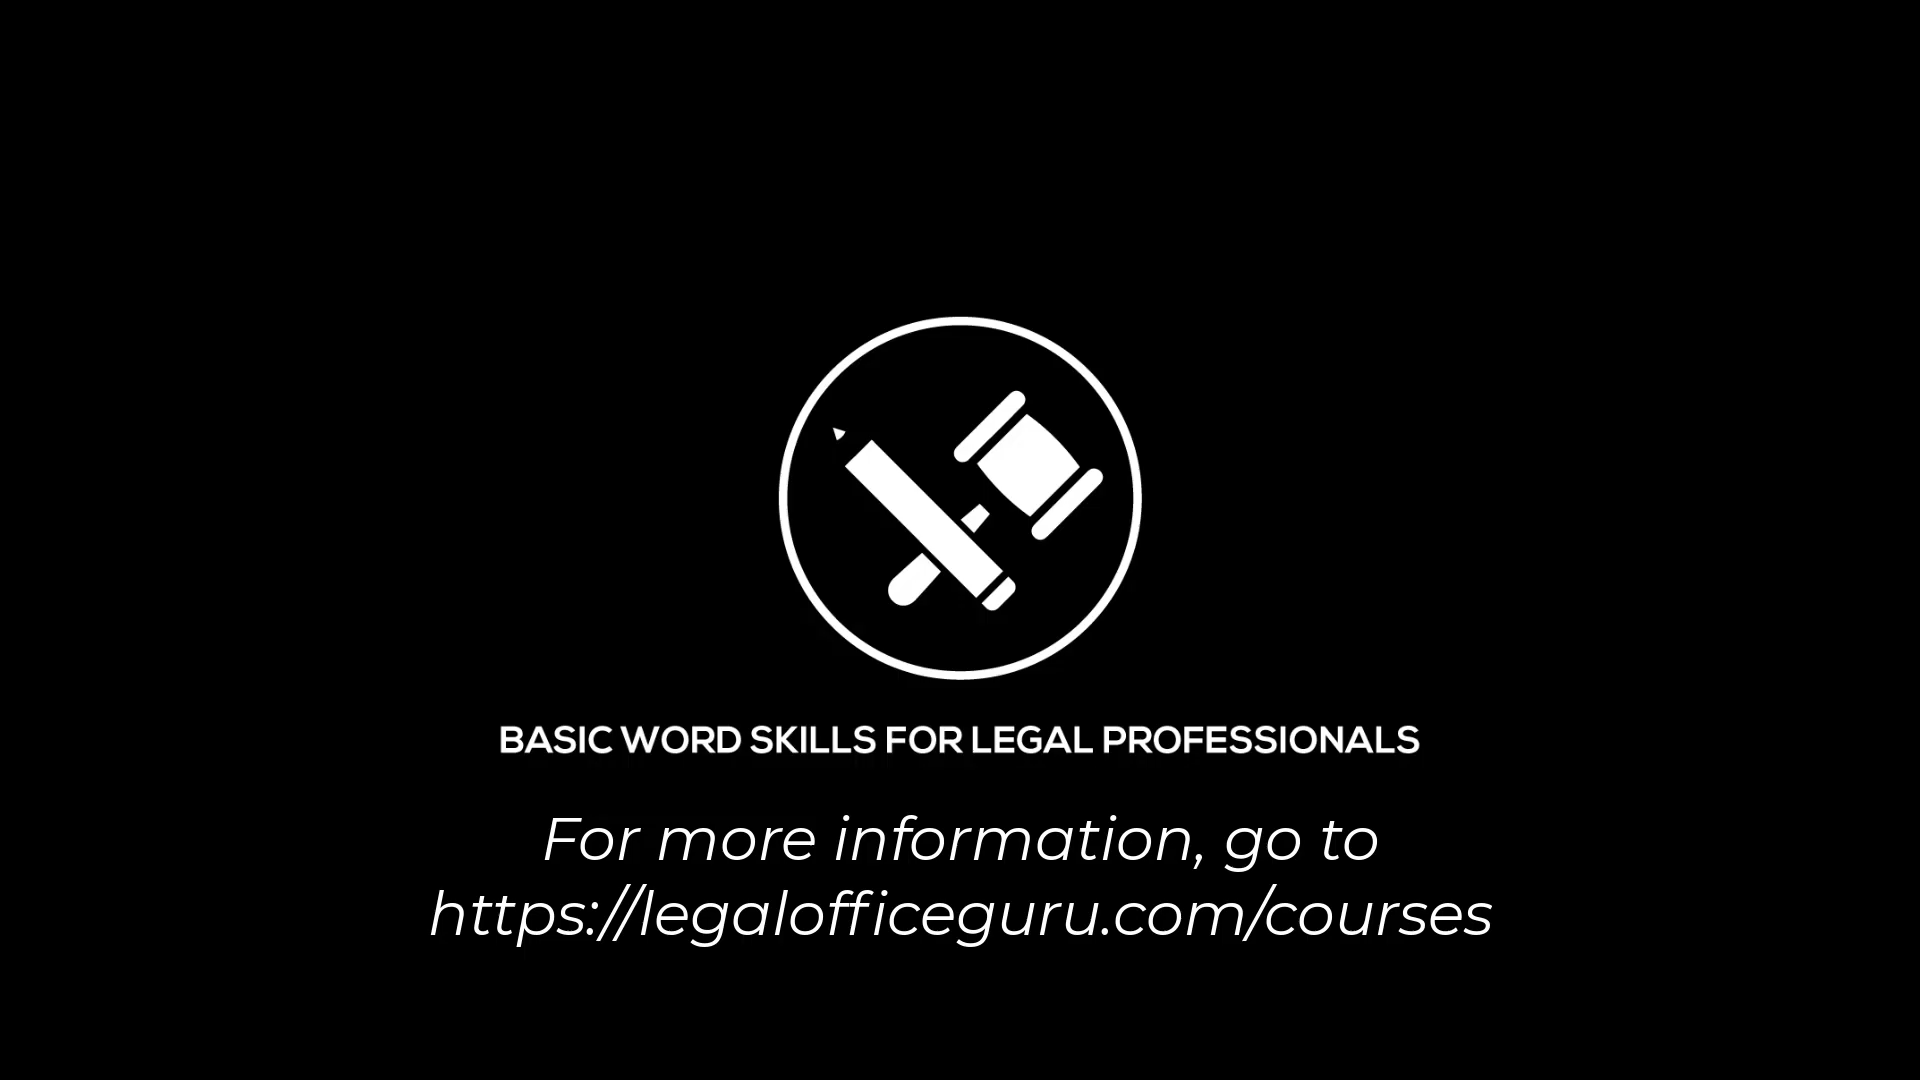 BASIC WORD SKILLS FOR LEGAL PROFESSIONALS
For more information, go to
https://legalofficeguru.com/courses